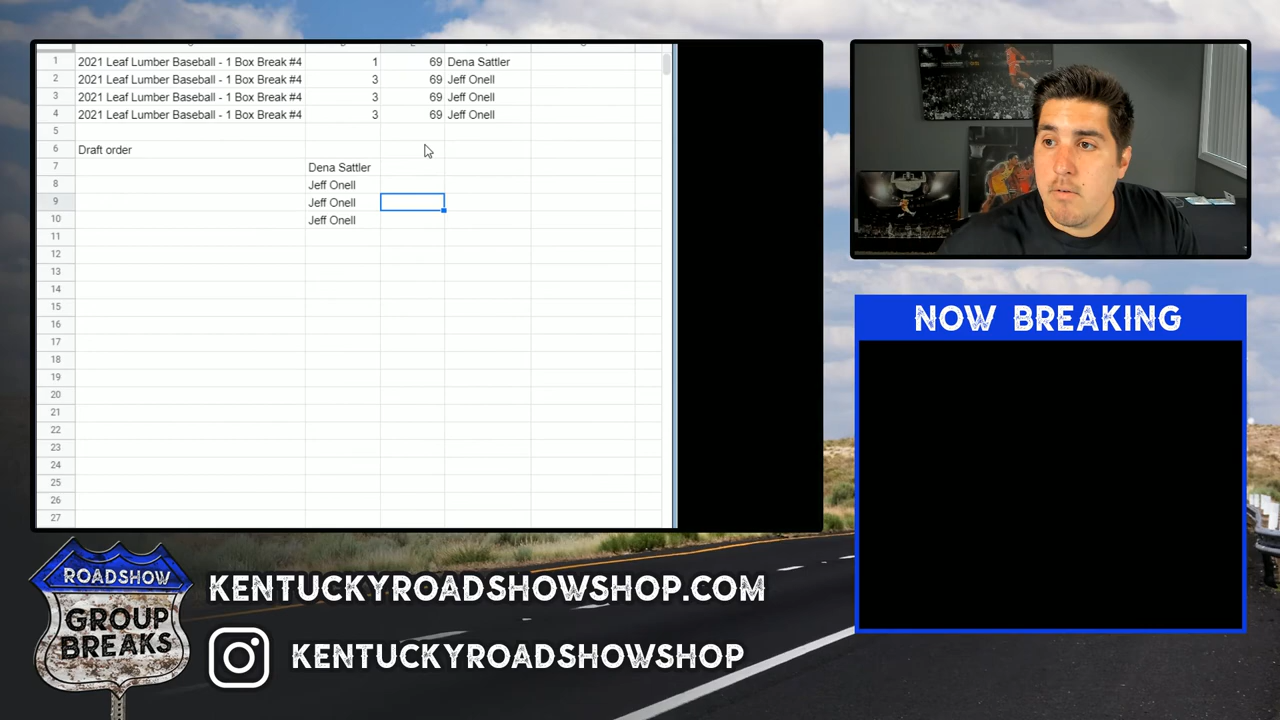 1 2021 Leaf Lumber Baseball - 1 Box Break #4 1 69 Dena Sattler
2 2021 Leaf Lumber Baseball - 1 Box Break #4 3 69 Jeff Onell
3 2021 Leaf Lumber Baseball - 1 Box Break #4 3 69 Jeff Onell
4 2021 Leaf Lumber Baseball - 1 Box Break #4 3 69 Jeff Onell
5
6 Draft order
7 Dena Sattler
8 Jeff Onell
9 Jeff Onell
10 Jeff Onell
11
12
13
14
15
16
17
18
19
20
21
22
23
24
25
26
27
NOW BREAKING
ROADSHOW
GROUP
BREAKS
KENTUCKYROADSHOWSHOP.COM
KENTUCKYROADSHOWSHOP